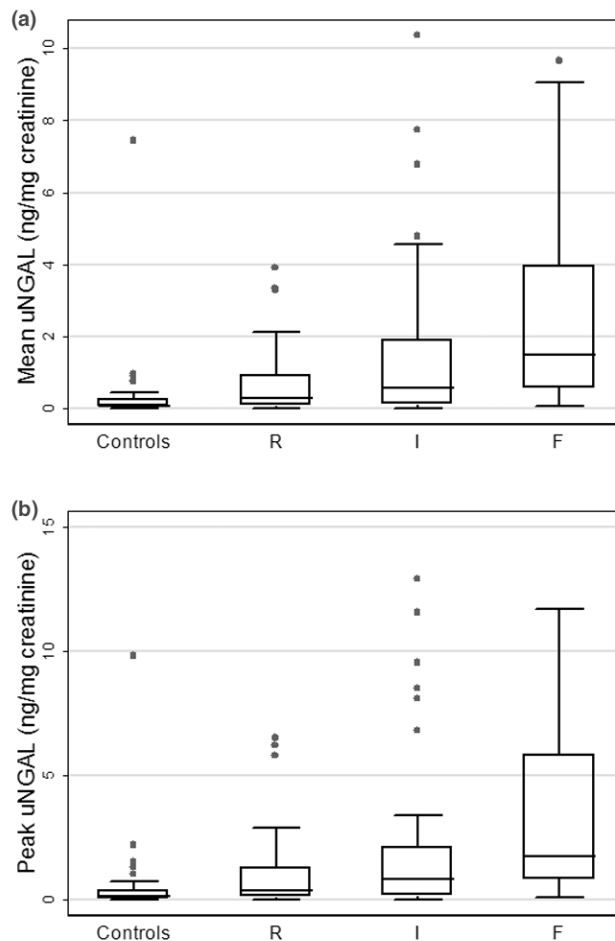 (a)
Mean uNGAL (ng/mg creatinine)
10
8
6
4
2
0
Controls R I F
(b)
Peak uNGAL (ng/mg creatinine)
15
10
5
0
Controls R I F